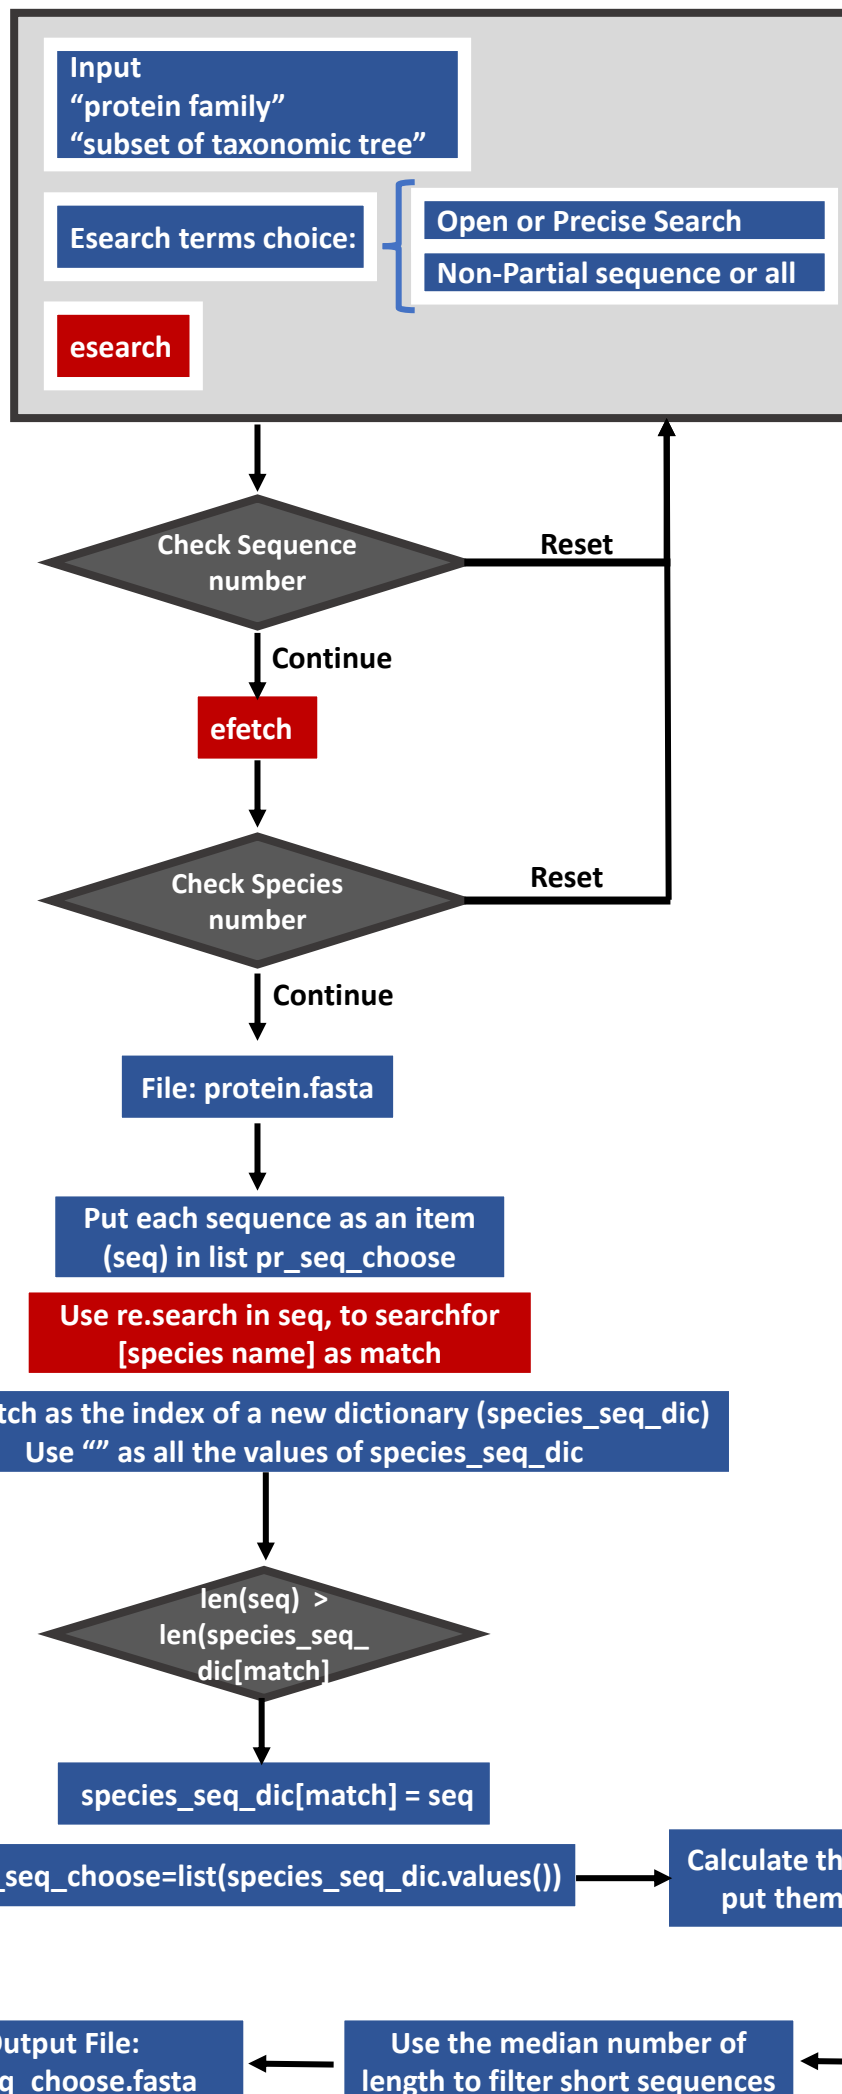 Input
“protein family”
“subset of taxonomic tree”
Esearch terms choice:
Open or Precise Search
Non-Partial sequence or all
esearch
Check Sequence
number
Reset
Continue
efetch
Check Species
number
Reset
Continue
File: protein.fasta
Put each sequence as an item
(seq) in list pr_seq_choose
Use re.search in seq, to searchfor
[species name] as match
as the index of a new dictionary (species_seq_dic)
Use “” as all the values of species_seq_dic
len(seq) >
len(species_seq_
dic[match]
species_seq_dic[match] = seq
_seq_choose=list(species_seq_dic.values())
Calculate
put them
Output File:
choose.fasta
Use the median number of
length to filter short sequences